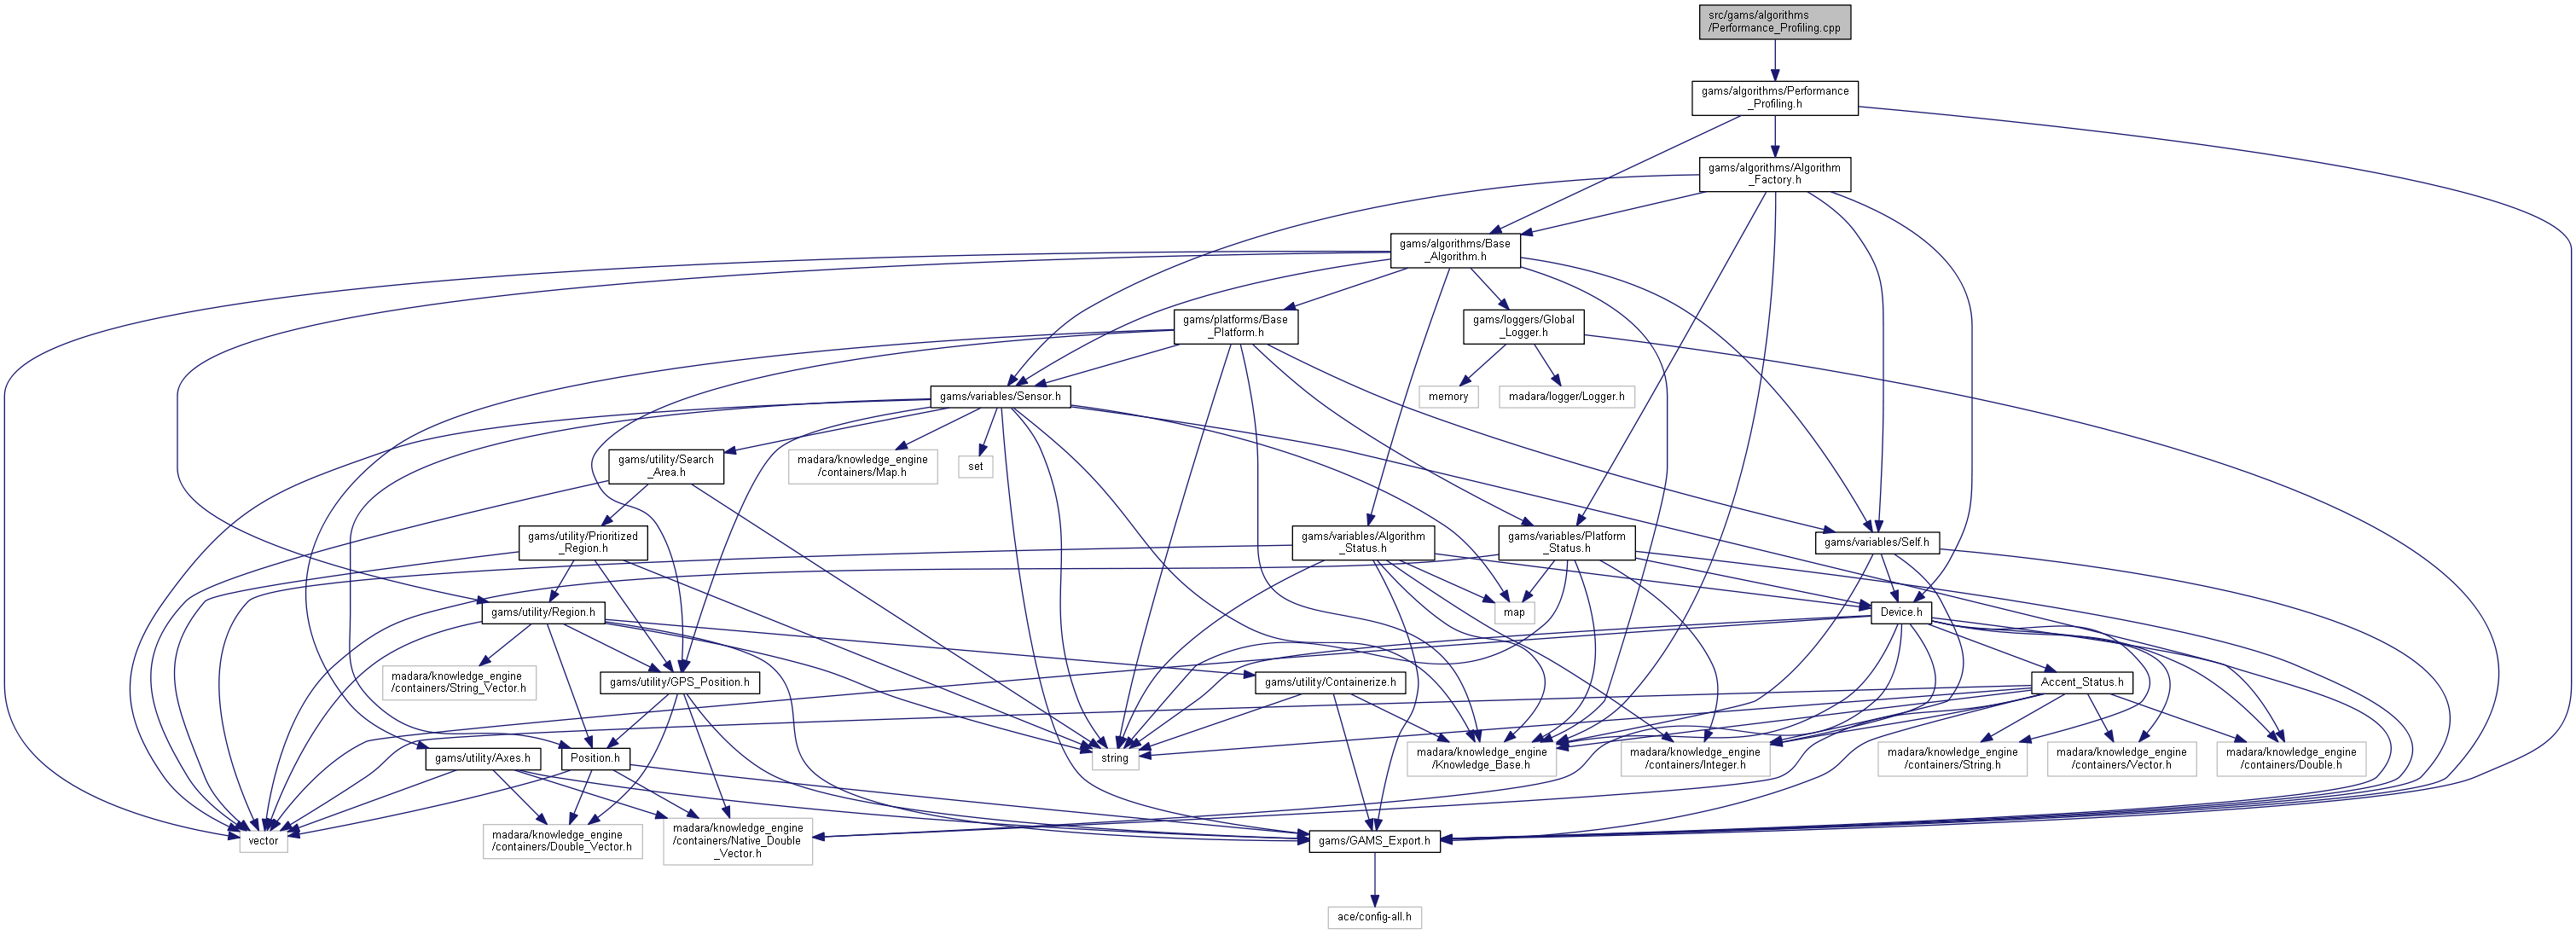 src/gams/algorithms
/Performance_Profiling.cpp
gams/algorithms/Performance
_Profiling.h
gams/algorithms/Algorithm
_Factory.h
gams/algorithms/Base
_Algorithm.h
gams/platforms/Base
_Platform.h
gams/loggers/Global
_Logger.h
gams/variables/Sensor.h
memory
madara/logger/Logger.h
gams/utility/Search
_Area.h
madara/knowledge_engine
/containers/Map.h
set
gams/utility/Prioritized
_Region.h
gams/variables/Algorithm
_Status.h
gams/variables/Platform
_Status.h
gams/variables/Self.h
gams/utility/Region.h
map
Device.h
madara/knowledge_engine
/containers/String_Vector.h
gams/utility/GPS_Position.h
gams/utility/Containerize.h
Accent_Status.h
gams/utility/Axes.h
Position.h
string
madara/knowledge_engine
/Knowledge_Base.h
madara/knowledge_engine
/containers/Integer.h
madara/knowledge_engine
/containers/String.h
madara/knowledge_engine
/containers/Vector.h
madara/knowledge_engine
/containers/Double.h
vector
madara/knowledge_engine
/containers/Double_Vector.h
madara/knowledge_engine
/containers/Native_Double
_Vector.h
gams/GAMS_Export.h
ace/config-all.h